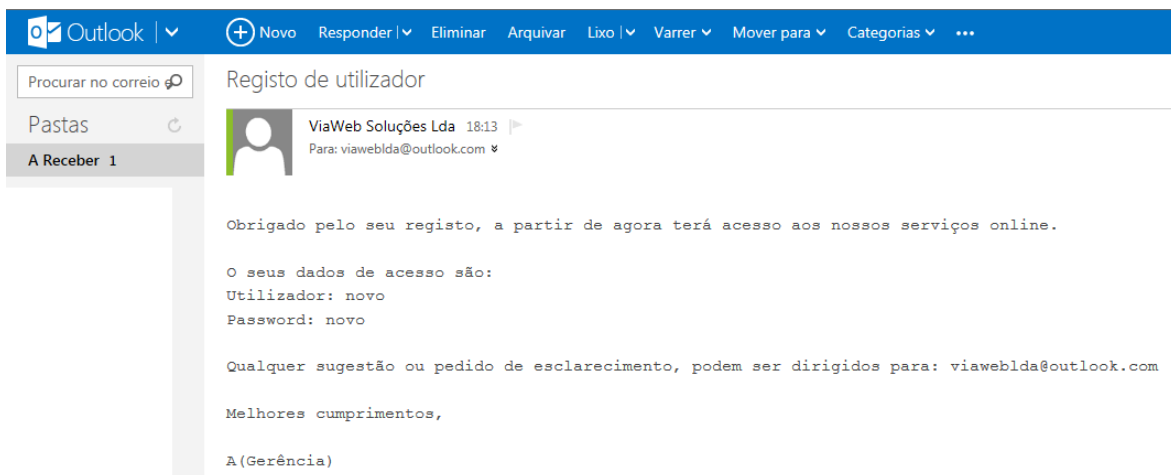 Outlook
Novo Responder Eliminar Arquivar Lixo Varrer Mover para Categorias •••
Procurar no correio e
Registo de utilizador
Pastas
ViaWeb Soluções Lda 18:13
Para: viaweblda@outlook.com
A Receber 1
Obrigado pelo seu registo, a partir de agora terá acesso aos nossos serviços online.
O seus dados de acesso são:
Utilizador: novo
Password: novo
Qualquer sugestão ou pedido de esclarecimento, podem ser dirigidos para: viaweblda@outlook.com
Melhores cumprimentos,
A(Gerência)